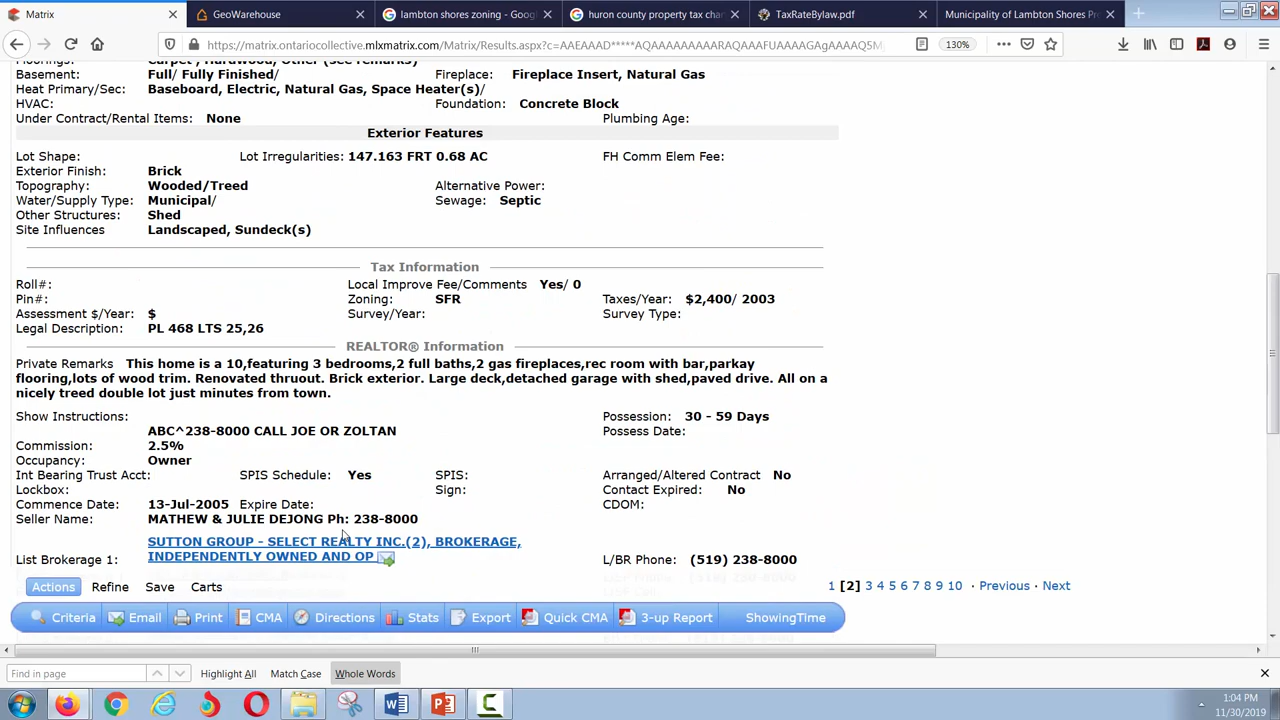 Matrix
GeoWarehouse
lambton shores zoning - Goog
huron county property tax char
TaxRateBylaw.pdf
Municipality of Lambton Shores Pr
https://matrix.ontariocollective.mlxmatrix.com/Matrix/Results.aspx?c=AEEAAAD*****AQAAAAAAAAARAQAAAFUAAAAGAgAAAAQ5M
130%
Floorings: Carpet, Hardwood, Other (See remarks)
Basement: Full/ Fully Finished/ Fireplace: Fireplace Insert, Natural Gas
Heat Primary/Sec: Baseboard, Electric, Natural Gas, Space Heater(s)/
HVAC: Foundation: Concrete Block
Under Contract/Rental Items: None Plumbing Age:
Exterior Features
Lot Shape: Lot Irregularities: 147.163 FRT 0.68 AC FH Comm Elem Fee:
Exterior Finish: Brick
Topography: Wooded/Treed Alternative Power:
Water/Supply Type: Municipal/ Sewage: Septic
Other Structures: Shed
Site Influences Landscaped, Sundeck(s)
Tax Information
Roll#: Local Improve Fee/Comments Yes/ 0
Pin#: Zoning: SFR Taxes/Year: $2,400/ 2003
Assessment $/Year: $ Survey/Year: Survey Type:
Legal Description: PL 468 LTS 25,26
REALTOR® Information
Private Remarks This home is a 10,featuring 3 bedrooms,2 full baths,2 gas fireplaces,rec room with bar,parkay
flooring,lots of wood trim. Renovated thruout. Brick exterior. Large deck,detached garage with shed,paved drive. All on a
nicely treed double lot just minutes from town.
Show Instructions: Possession: 30 - 59 Days
ABC^238-8000 CALL JOE OR ZOLTAN Possess Date:
Commission: 2.5%
Occupancy: Owner
Int Bearing Trust Acct: SPIS Schedule: Yes SPIS: Arranged/Altered Contract No
Lockbox: Sign: Contact Expired: No
Commence Date: 13-Jul-2005 Expire Date: CDOM:
Seller Name: MATHEW & JULIE DEJONG Ph: 238-8000
SUTTON GROUP - SELECT REALTY INC.(2), BROKERAGE,
List Brokerage 1: INDEPENDENTLY OWNED AND OP L/BR Phone: (519) 238-8000
Actions Refine Save Carts 1 [2] 3 4 5 6 7 8 9 10 · Previous · Next
Criteria Email Print CMA Directions Stats Export Quick CMA 3-up Report ShowingTime
Find in page Highlight All Match Case Whole Words
1:04 PM
11/30/2019